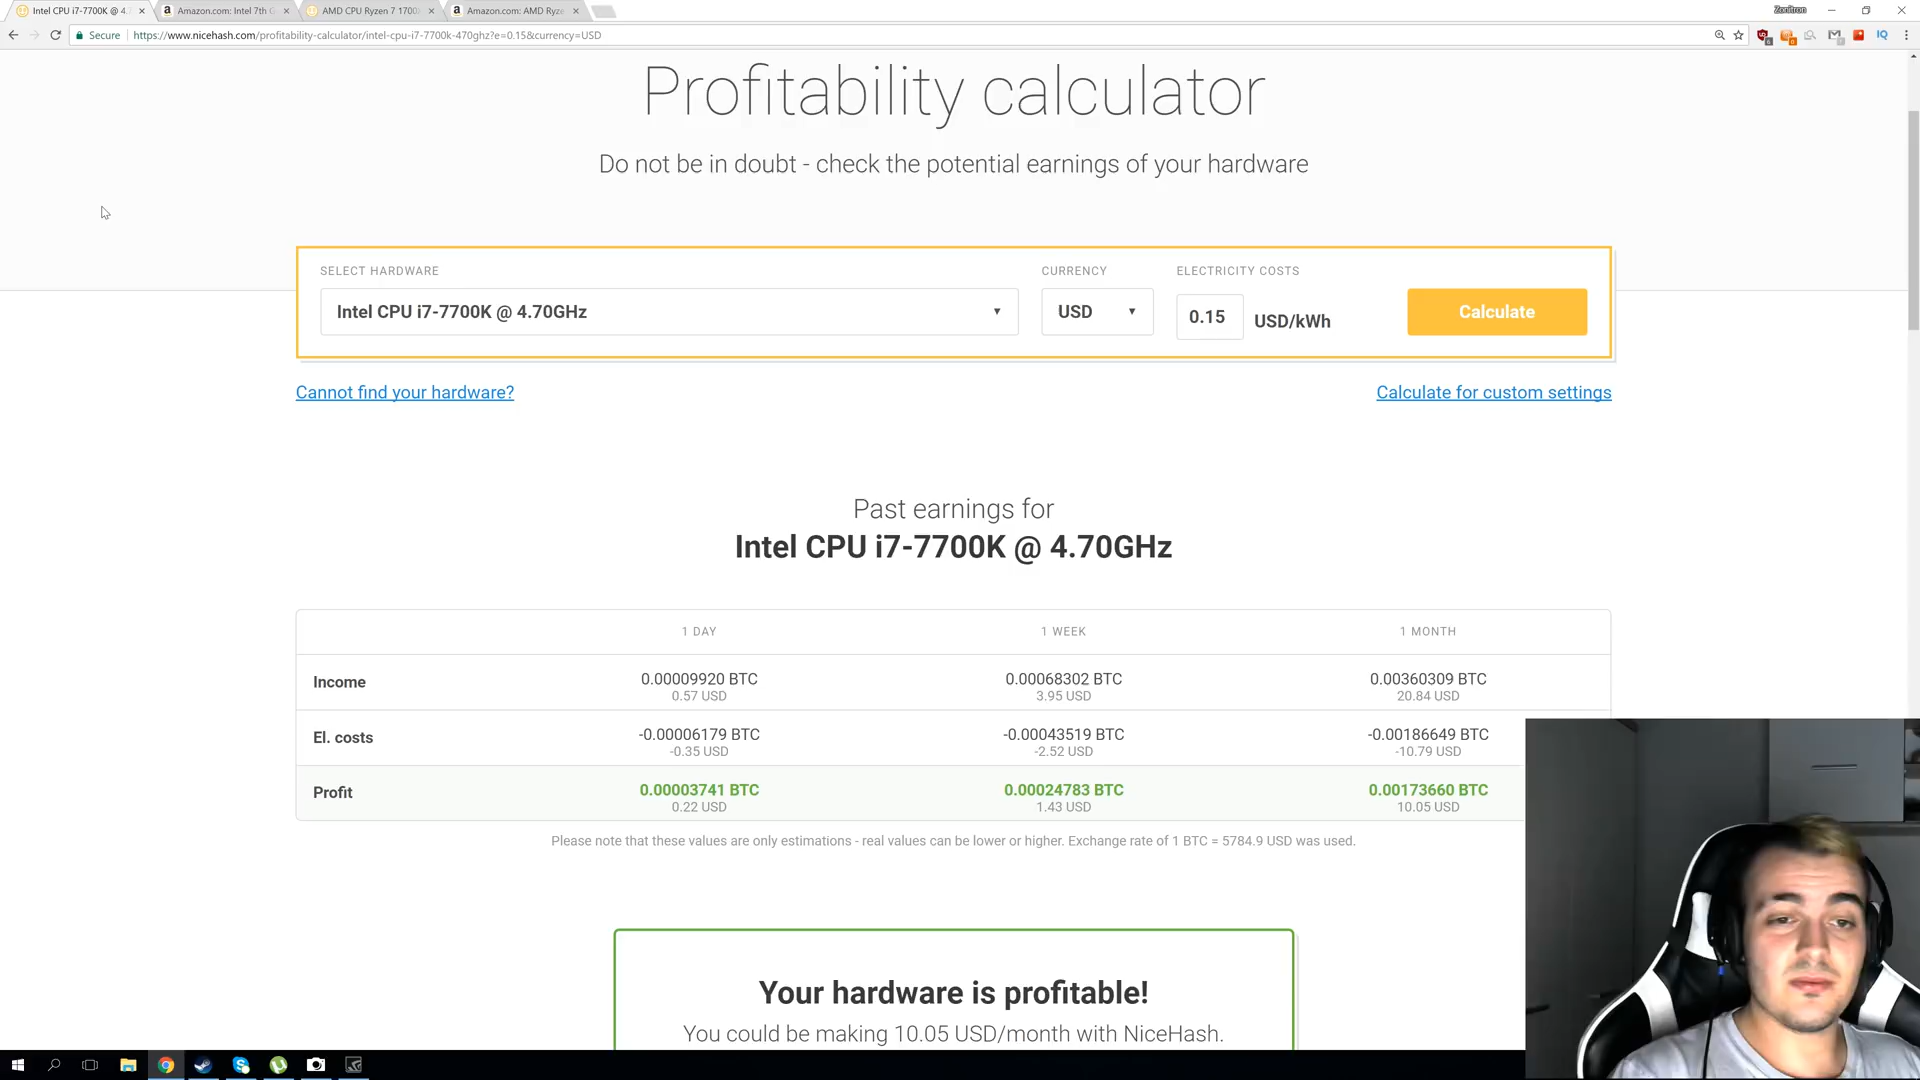 Intel CPU i7-7700K @ 4.7
Amazon.com: Intel 7th G
AMD CPU Ryzen 7 1700
Amazon.com: AMD Ryze
Zonitron
Secure
https://www.nicehash.com/profitability-calculator/intel-cpu-i7-7700k-470ghz?e=0.15&currency=USD
IQ
Profitability calculator
Do not be in doubt - check the potential earnings of your hardware
SELECT HARDWARE
CURRENCY
ELECTRICITY COSTS
Intel CPU i7-7700K @ 4.70GHz
USD
0.15
USD/kWh
Calculate
Cannot find your hardware?
Calculate for custom settings
Past earnings for
Intel CPU i7-7700K @ 4.70GHz
1 DAY
1 WEEK
1 MONTH
Income
0.00009920 BTC
0.57 USD
0.00068302 BTC
3.95 USD
0.00360309 BTC
20.84 USD
El. costs
-0.00006179 BTC
-0.35 USD
-0.00043519 BTC
-2.52 USD
-0.00186649 BTC
-10.79 USD
Profit
0.00003741 BTC
0.22 USD
0.00024783 BTC
1.43 USD
0.00173660 BTC
10.05 USD
Please note that these values are only estimations - real values can be lower or higher. Exchange rate of 1 BTC = 5784.9 USD was used.
Your hardware is profitable!
You could be making 10.05 USD/month with NiceHash.